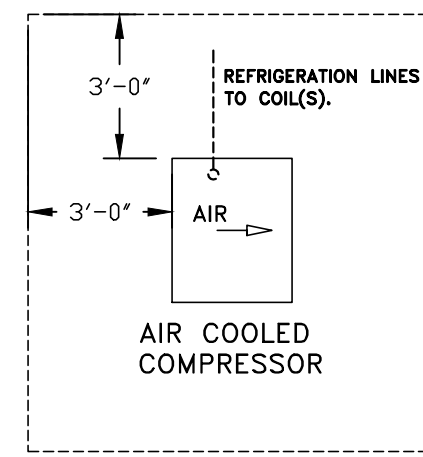 3'-0"
REFRIGERATION LINES
TO COIL(S).
3'-0"
AIR
AIR COOLED
COMPRESSOR